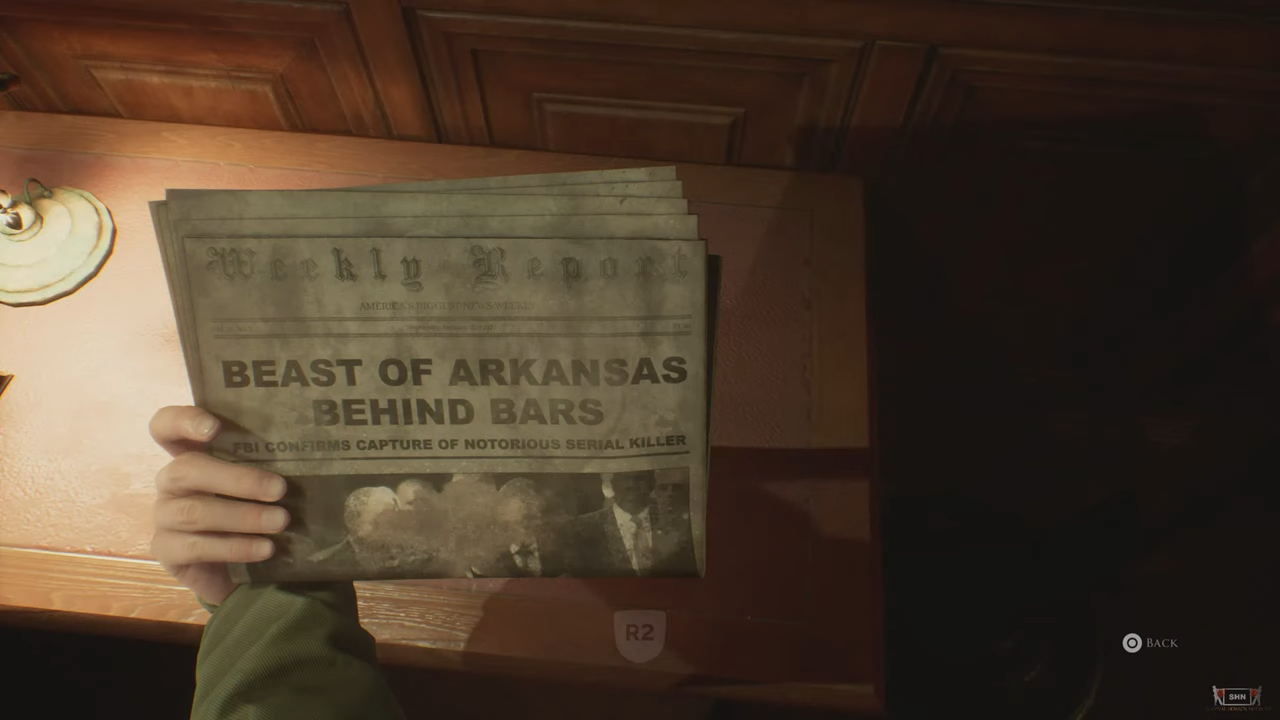 Weekly Report
AMERICA'S BIGGEST NEWS-WEEKLY
BEAST OF ARKANSAS
BEHIND BARS
FBI CONFIRMS CAPTURE OF NOTORIOUS SERIAL KILLER
R2
BACK
SHN